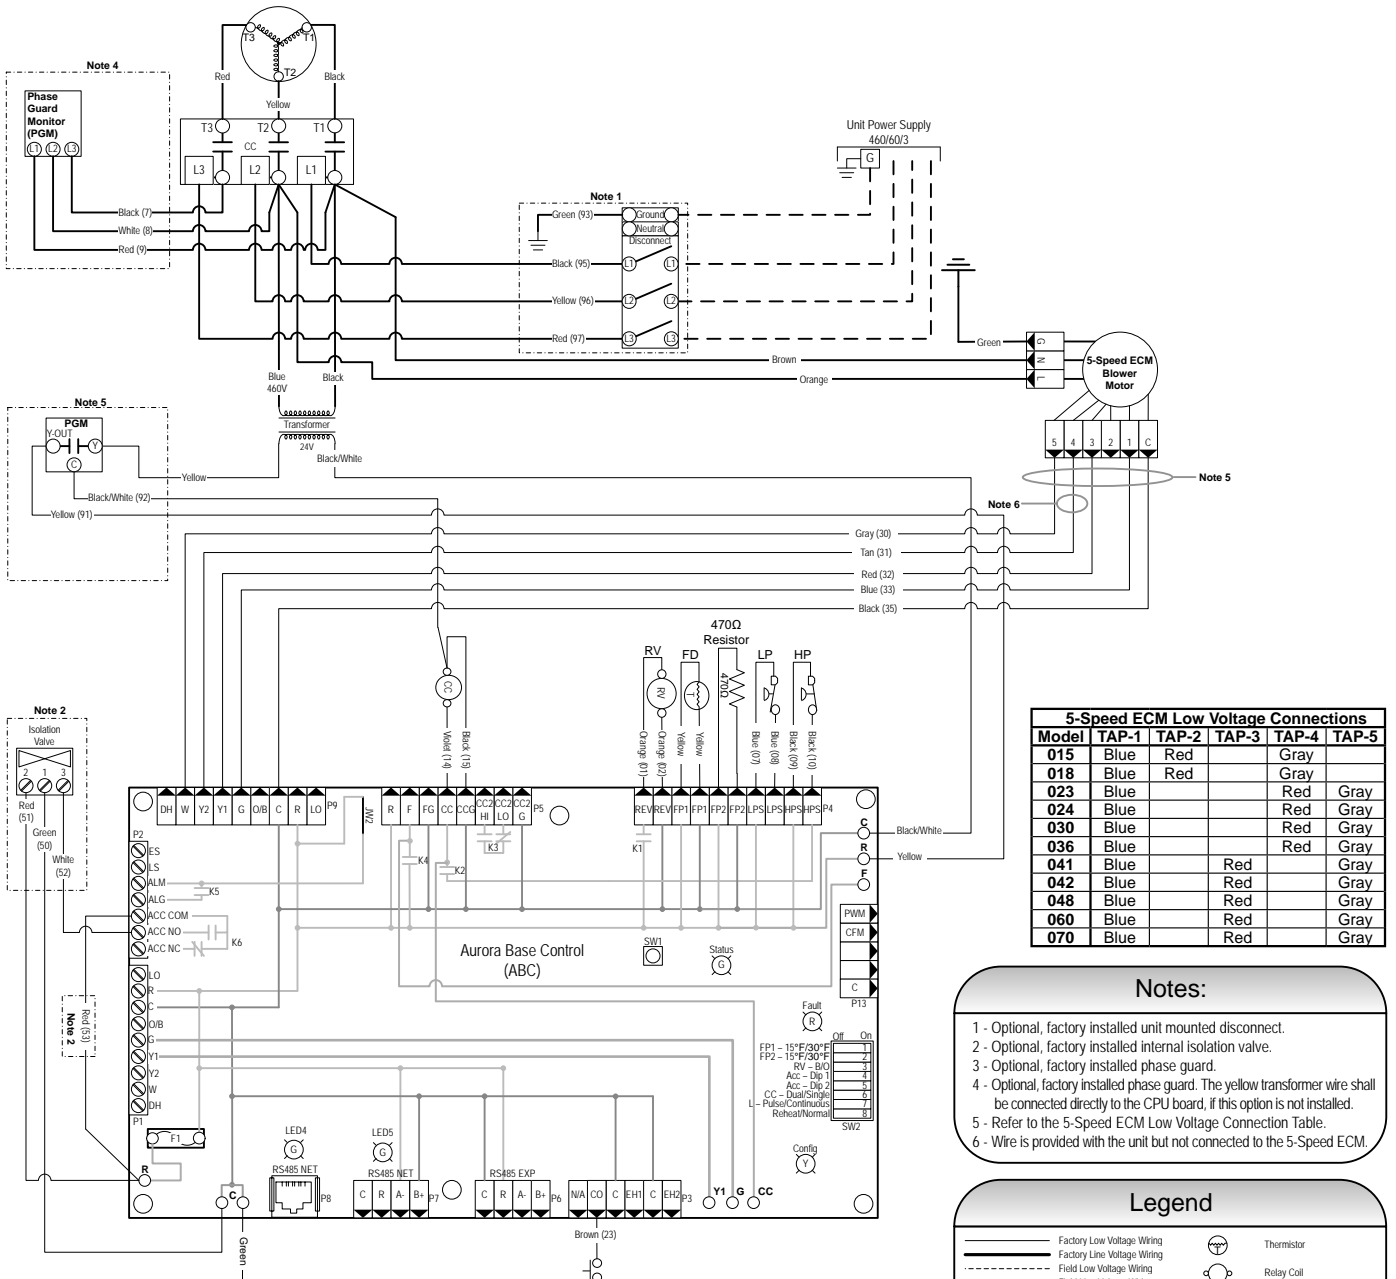 T3
T1
T2
Red
Black
Yellow
Note 4
Phase
Guard
Monitor
(PGM)
L1 L2 L3
T3 T2 T1
CC
L3 L2 L1
Black (7)
White (8)
Red (9)
Unit Power Supply
460/60/3
G
Note 1
Green (93)
Ground
Neutral
Disconnect
Black (95)
L1 L1
Yellow (96)
L2 L2
Red (97)
L3 L3
Green
Brown
Orange
G
N
L
5-Speed ECM
Blower
Motor
Blue
460V
Black
Transformer
24V
Black/White
Note 5
PGM
Y-OUT
Y
C
Yellow
Black/White (92)
Yellow (91)
5 4 3 2 1 C
Note 5
Note 6
Gray (30)
Tan (31)
Red (32)
Blue (33)
Black (35)
470Ω
Resistor
RV FD LP HP
CC
RV
T
470Ω
Violet (14)
Black (15)
Orange (01)
Orange (02)
Yellow
Yellow
Blue (07)
Blue (08)
Black (09)
Black (10)
Note 2
Isolation
Valve
2 1 3
Red
(51)
Green
(50)
White
(52)
5-Speed ECM Low Voltage Connections
Model TAP-1 TAP-2 TAP-3 TAP-4 TAP-5
015 Blue Red Gray
018 Blue Red Gray
023 Blue Red Gray
024 Blue Red Gray
030 Blue Red Gray
036 Blue Red Gray
041 Blue Red Gray
042 Blue Red Gray
048 Blue Red Gray
060 Blue Red Gray
070 Blue Red Gray
DH W Y2 Y1 G O/B C R LO P9
JW2
R F FG CC CCG CC2 HI CC2 LO CC2 G P5
REV REV FP1 FP1 FP2 FP2 LPS LPS HPS HPS P4
K4
K2
K3
K1
C
Black/White
R
Yellow
F
P2
ES
LS
ALM
ALG
K5
ACC COM
ACC NO
ACC NC
K6
Aurora Base Control
(ABC)
SW1
Status
G
PWM
CFM
C
P13
LO
R
C
O/B
G
Y1
Y2
W
DH
P1
Note 2
Red (53)
Fault
R
Off On
FP1 – 15°F/30°F 1
FP2 – 15°F/30°F 2
RV – B/O 3
Acc – Dip 1 4
Acc – Dip 2 5
CC – Dual/Single 6
L – Pulse/Continuous 7
Reheat/Normal 8
SW2
F1
R
C
LED4
G
RS485 NET
P8
LED5
G
RS485 NET
C R A- B+ P7
RS485 EXP
C R A- B+ P6
N/A CO C EH1 C EH2 P3
Config
Y
Y1 G CC
Green
Brown (23)
Notes:
1 - Optional, factory installed unit mounted disconnect.
2 - Optional, factory installed internal isolation valve.
3 - Optional, factory installed phase guard.
4 - Optional, factory installed phase guard. The yellow transformer wire shall
be connected directly to the CPU board, if this option is not installed.
5 - Refer to the 5-Speed ECM Low Voltage Connection Table.
6 - Wire is provided with the unit but not connected to the 5-Speed ECM.
Legend
Factory Low Voltage Wiring
Factory Line Voltage Wiring
Field Low Voltage Wiring
T
Thermistor
Relay Coil